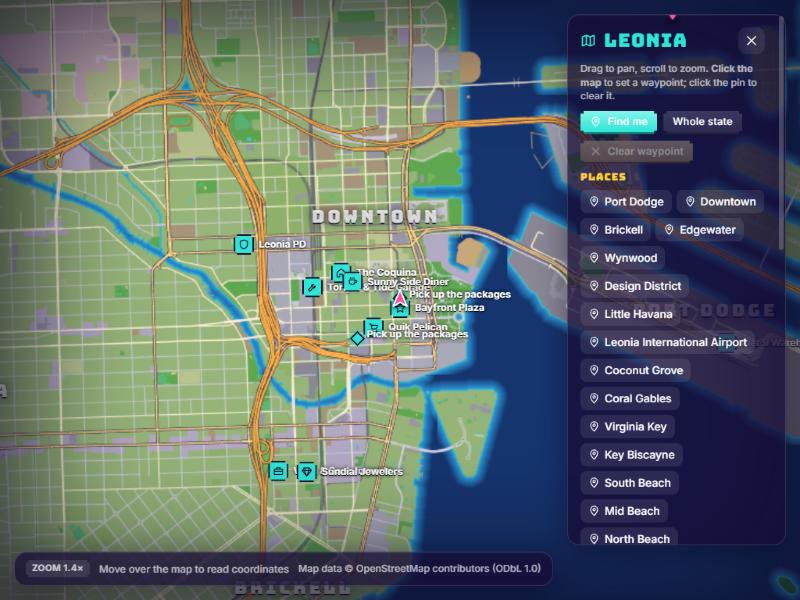 LEONIA
Drag to pan, scroll to zoom. Click the
map to set a waypoint; click the pin to
clear it.
Find me
Whole state
Clear waypoint
PLACES
Port Dodge
Downtown
Brickell
Edgewater
Wynwood
Design District
Little Havana
Leonia International Airport
Coconut Grove
Coral Gables
Virginia Key
Key Biscayne
South Beach
Mid Beach
North Beach
DOWNTOWN
Leonia PD
The Coquina
Sunny Side Diner
Pick up the packages
Bayfront Plaza
Quik Pelican
Pick up the packages
Sundial Jewelers
BRICKELL
ZOOM 1.4×
Move over the map to read coordinates
Map data © OpenStreetMap contributors (ODbL 1.0)